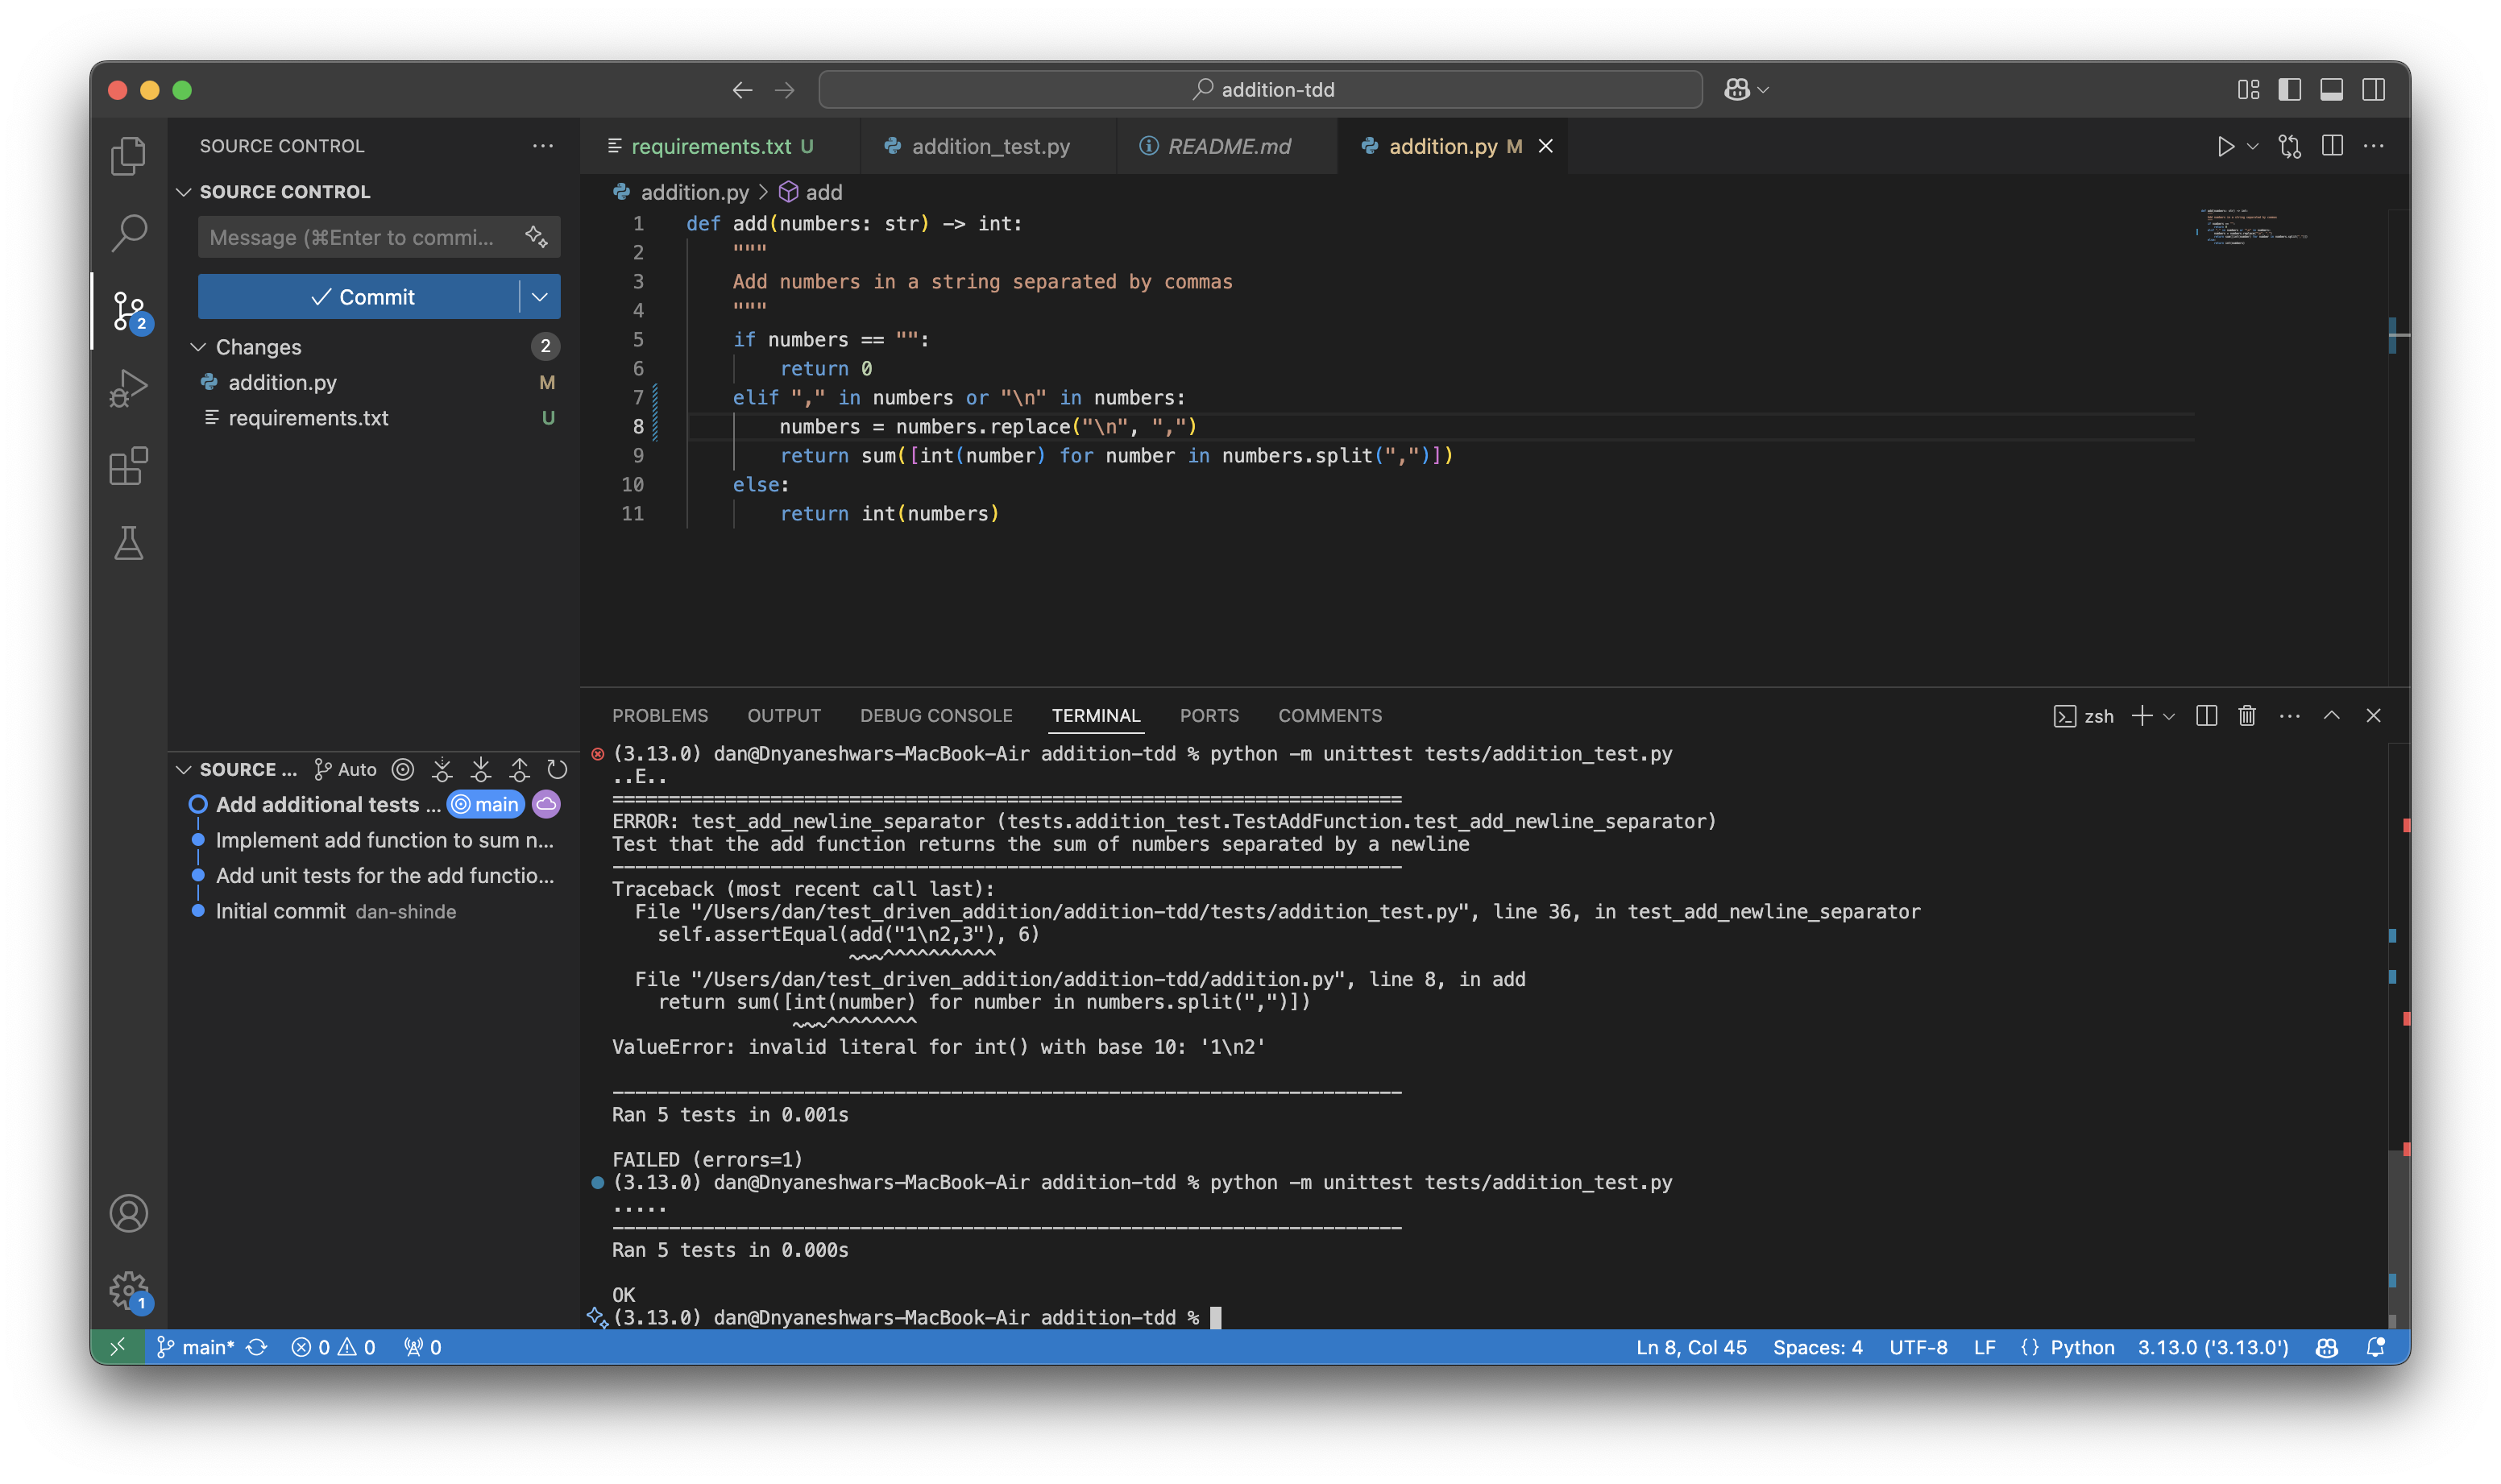 addition-tdd
SOURCE CONTROL
SOURCE CONTROL
Message (⌘Enter to commi...
Commit
Changes 2
addition.py M
requirements.txt U
2
requirements.txt U
addition_test.py
README.md
addition.py M
addition.py > add
1 def add(numbers: str) -> int:
2     """
3     Add numbers in a string separated by commas
4     """
5     if numbers == "":
6         return 0
7     elif "," in numbers or "\n" in numbers:
8         numbers = numbers.replace("\n", ",")
9         return sum([int(number) for number in numbers.split(",")])
10     else:
11         return int(numbers)
SOURCE ... Auto
Add additional tests ... main
Implement add function to sum n...
Add unit tests for the add functio...
Initial commit dan-shinde
PROBLEMS OUTPUT DEBUG CONSOLE TERMINAL PORTS COMMENTS
zsh
(3.13.0) dan@Dnyaneshwars-MacBook-Air addition-tdd % python -m unittest tests/addition_test.py
..E..
======================================================================
ERROR: test_add_newline_separator (tests.addition_test.TestAddFunction.test_add_newline_separator)
Test that the add function returns the sum of numbers separated by a newline
----------------------------------------------------------------------
Traceback (most recent call last):
  File "/Users/dan/test_driven_addition/addition-tdd/tests/addition_test.py", line 36, in test_add_newline_separator
    self.assertEqual(add("1\n2,3"), 6)
                     ~~~^^^^^^^^^^
  File "/Users/dan/test_driven_addition/addition-tdd/addition.py", line 8, in add
    return sum([int(number) for number in numbers.split(",")])
                ~~~^^^^^^^^
ValueError: invalid literal for int() with base 10: '1\n2'
----------------------------------------------------------------------
Ran 5 tests in 0.001s
FAILED (errors=1)
(3.13.0) dan@Dnyaneshwars-MacBook-Air addition-tdd % python -m unittest tests/addition_test.py
.....
----------------------------------------------------------------------
Ran 5 tests in 0.000s
OK
(3.13.0) dan@Dnyaneshwars-MacBook-Air addition-tdd %
1
main* 0 0 0
Ln 8, Col 45 Spaces: 4 UTF-8 LF {} Python 3.13.0 ('3.13.0')